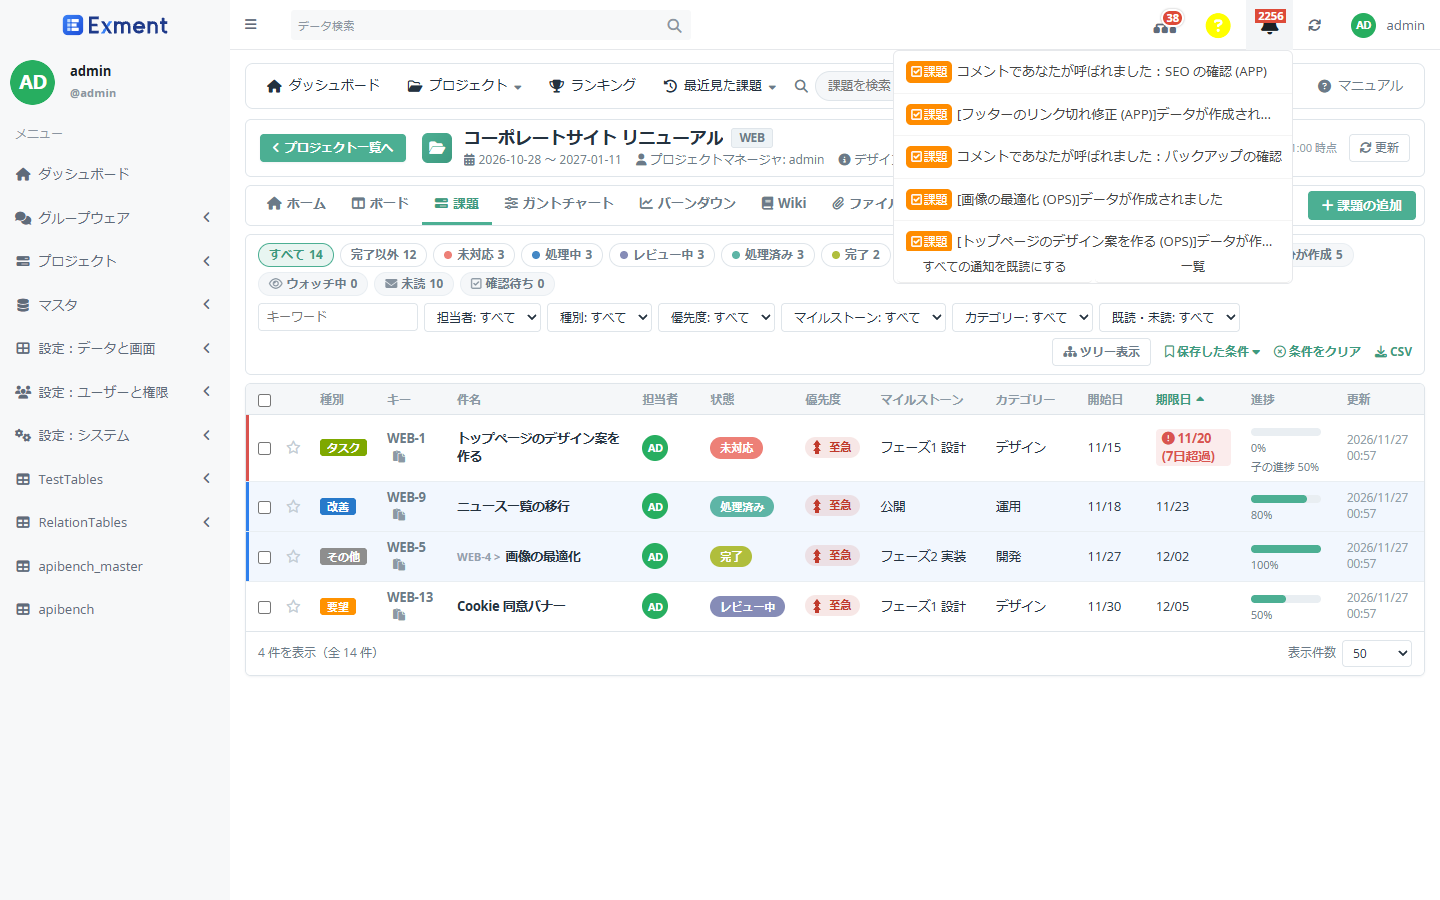 Exment
データ検索
38
?
2256
AD
admin
AD
admin
@admin
メニュー
ダッシュボード
グループウェア
プロジェクト
マスタ
設定：データと画面
設定：ユーザーと権限
設定：システム
TestTables
RelationTables
apibench_master
apibench
ダッシュボード
プロジェクト
ランキング
最近見た課題
課題を検索
マニュアル
課題 コメントであなたが呼ばれました：SEO の確認 (APP)
課題 [フッターのリンク切れ修正 (APP)]データが作成され...
課題 コメントであなたが呼ばれました：バックアップの確認
課題 [画像の最適化 (OPS)]データが作成されました
課題 [トップページのデザイン案を作る (OPS)]データが作...
すべての通知を既読にする
一覧
プロジェクト一覧へ
コーポレートサイト リニューアル WEB
2026-10-28 ～ 2027-01-11 プロジェクトマネージャ: admin デザイン
1:00 時点
更新
ホーム
ボード
課題
ガントチャート
バーンダウン
Wiki
ファイル
課題の追加
すべて 14
完了以外 12
未対応 3
処理中 3
レビュー中 3
処理済み 3
完了 2
が作成 5
ウォッチ中 0
未読 10
確認待ち 0
キーワード
担当者: すべて
種別: すべて
優先度: すべて
マイルストーン: すべて
カテゴリー: すべて
既読・未読: すべて
ツリー表示
保存した条件
条件をクリア
CSV
種別 キー 件名 担当者 状態 優先度 マイルストーン カテゴリー 開始日 期限日 進捗 更新
タスク WEB-1 トップページのデザイン案を作る AD 未対応 至急 フェーズ1 設計 デザイン 11/15 11/20 (7日超過) 0% 子の進捗 50% 2026/11/27 00:57
改善 WEB-9 ニュース一覧の移行 AD 処理済み 至急 公開 運用 11/18 11/23 80% 2026/11/27 00:57
その他 WEB-5 WEB-4 > 画像の最適化 AD 完了 至急 フェーズ2 実装 開発 11/27 12/02 100% 2026/11/27 00:57
要望 WEB-13 Cookie 同意バナー AD レビュー中 至急 フェーズ1 設計 デザイン 11/30 12/05 50% 2026/11/27 00:57
4 件を表示（全 14 件）
表示件数 50